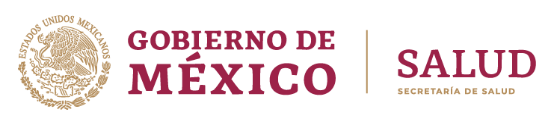 ESTADOS UNIDOS MEXICANOS
GOBIERNO DE
MÉXICO
SALUD
SECRETARÍA DE SALUD